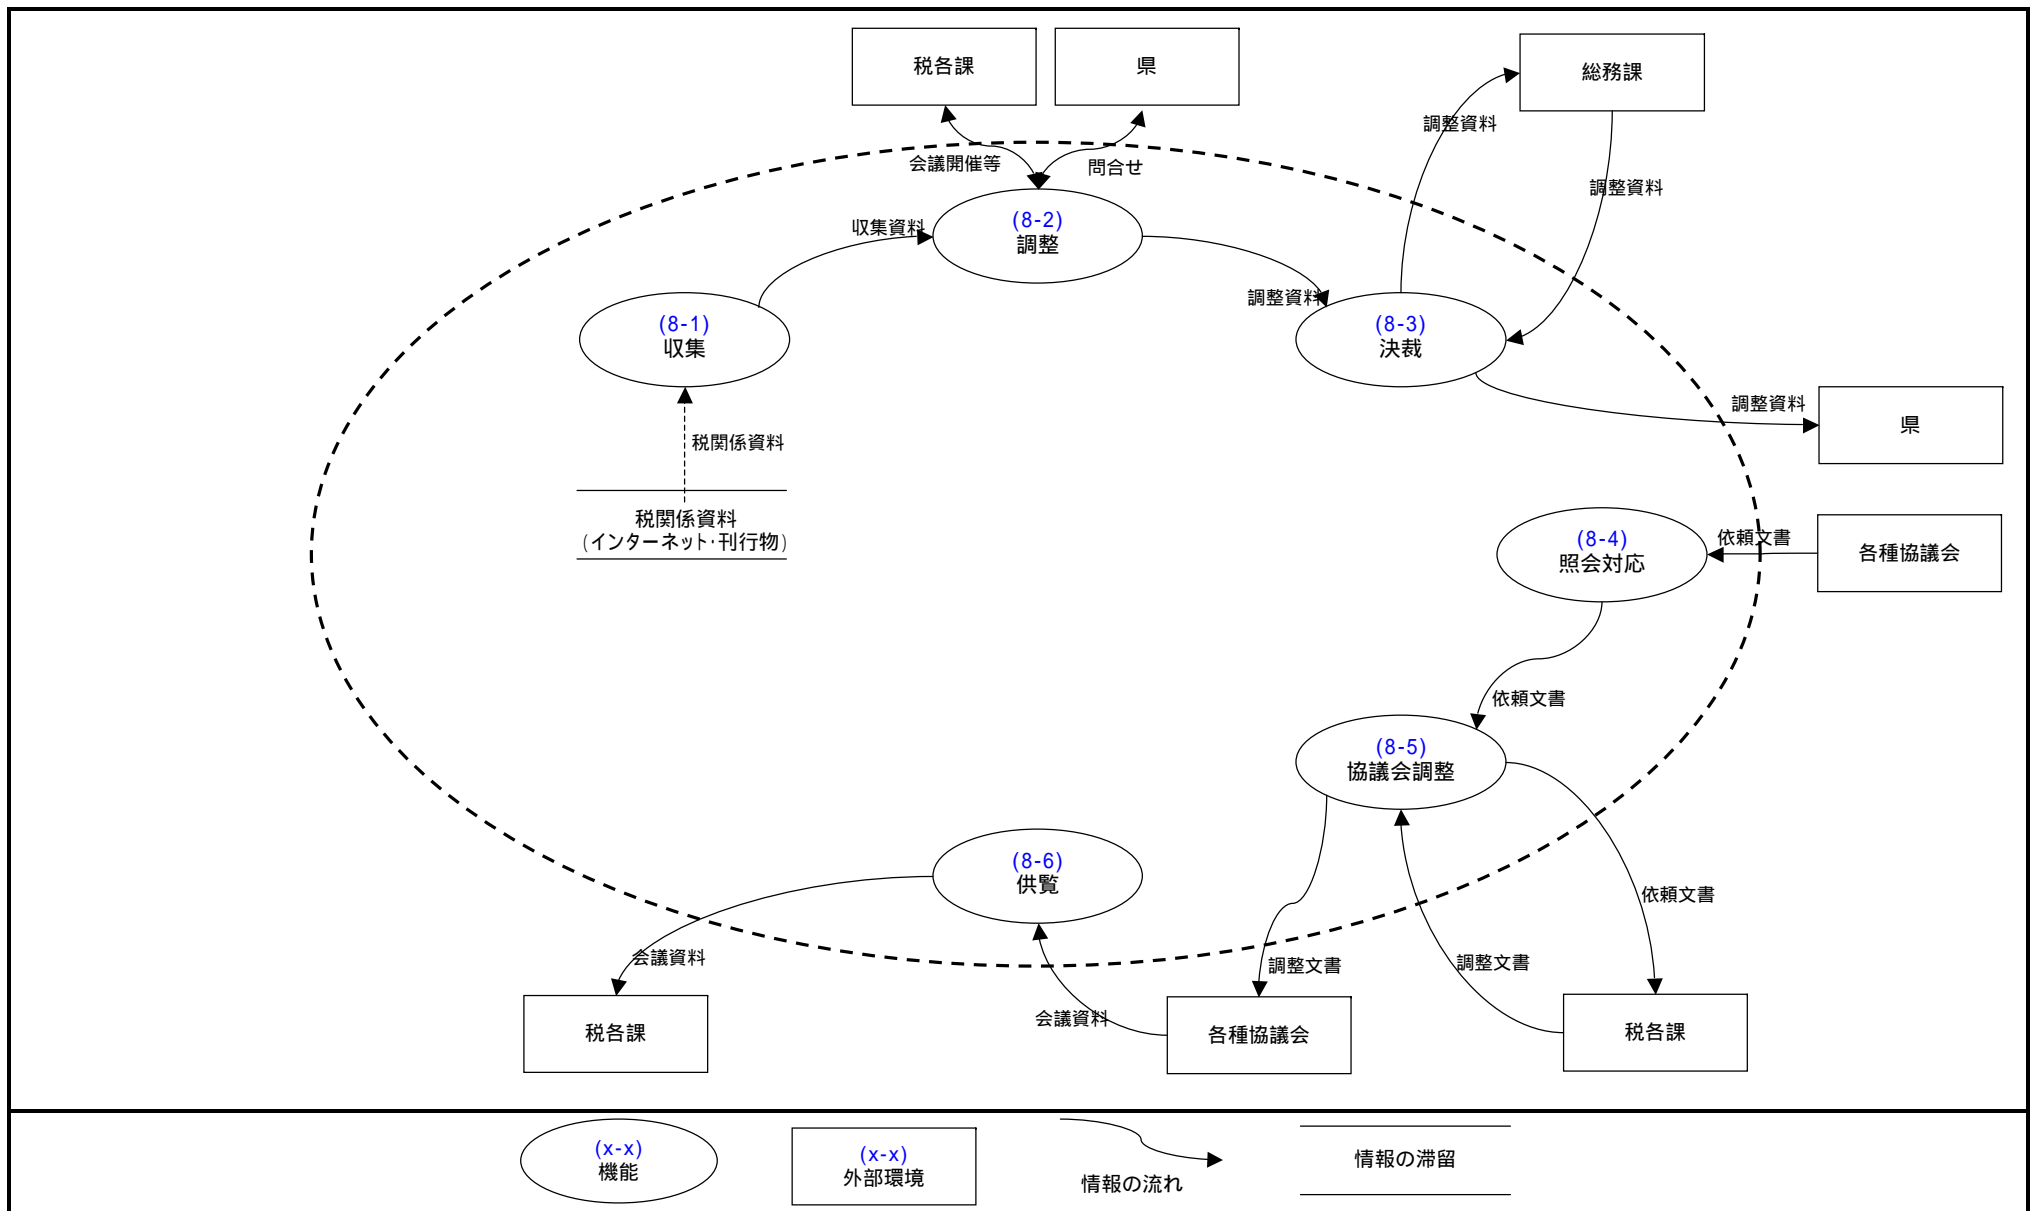 税各課
県
総務課
調整資料
会議開催等
問合せ
調整資料
(8-2)
調整
収集資料
調整資料
(8-1)
収集
(8-3)
決裁
調整資料
県
税関係資料
税関係資料
(インターネット・刊行物)
(8-4)
照会対応
依頼文書
各種協議会
依頼文書
(8-5)
協議会調整
(8-6)
供覧
依頼文書
会議資料
調整文書
調整文書
会議資料
税各課
各種協議会
税各課
(x-x)
機能
(x-x)
外部環境
情報の流れ
情報の滞留